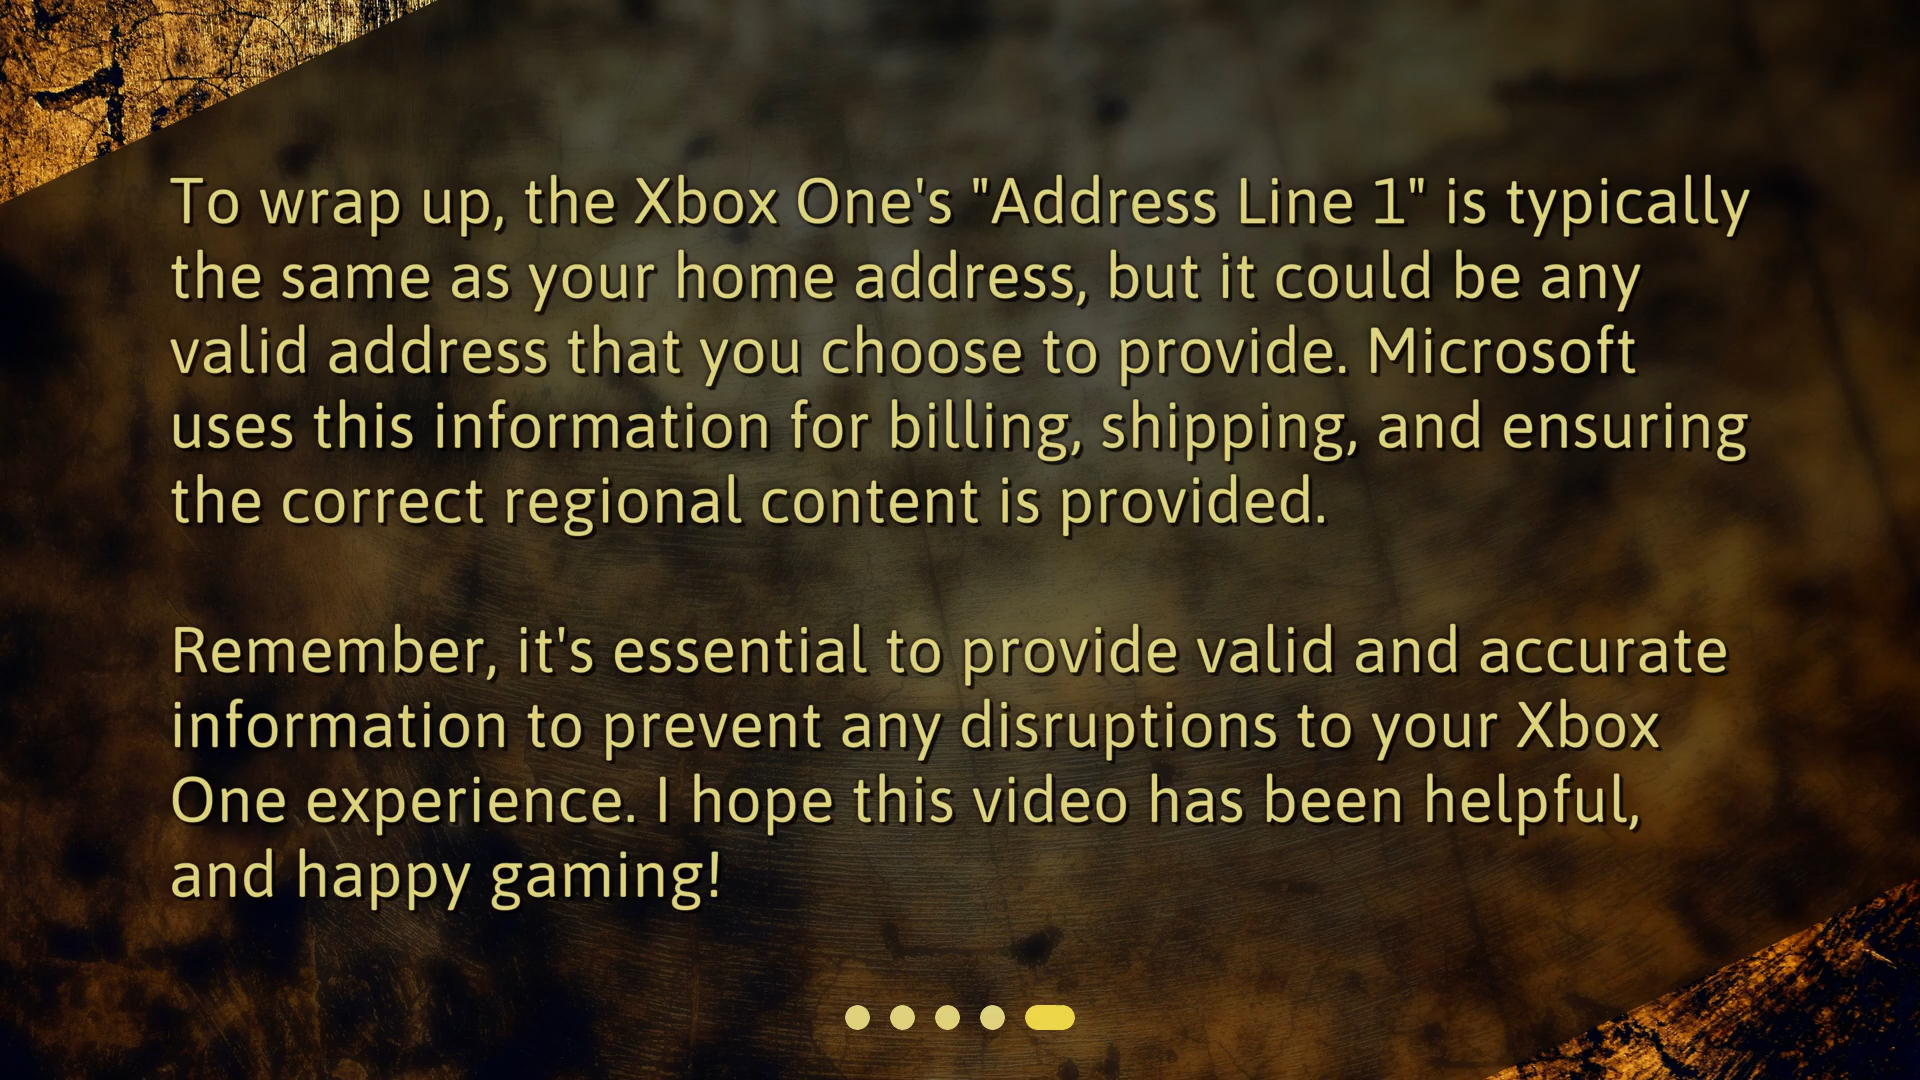 To wrap up, the Xbox One's "Address Line 1" is typically
the same as your home address, but it could be any
valid address that you choose to provide. Microsoft
uses this information for billing, shipping, and ensuring
the correct regional content is provided.
Remember, it's essential to provide valid and accurate
information to prevent any disruptions to your Xbox
One experience. I hope this video has been helpful,
and happy gaming!